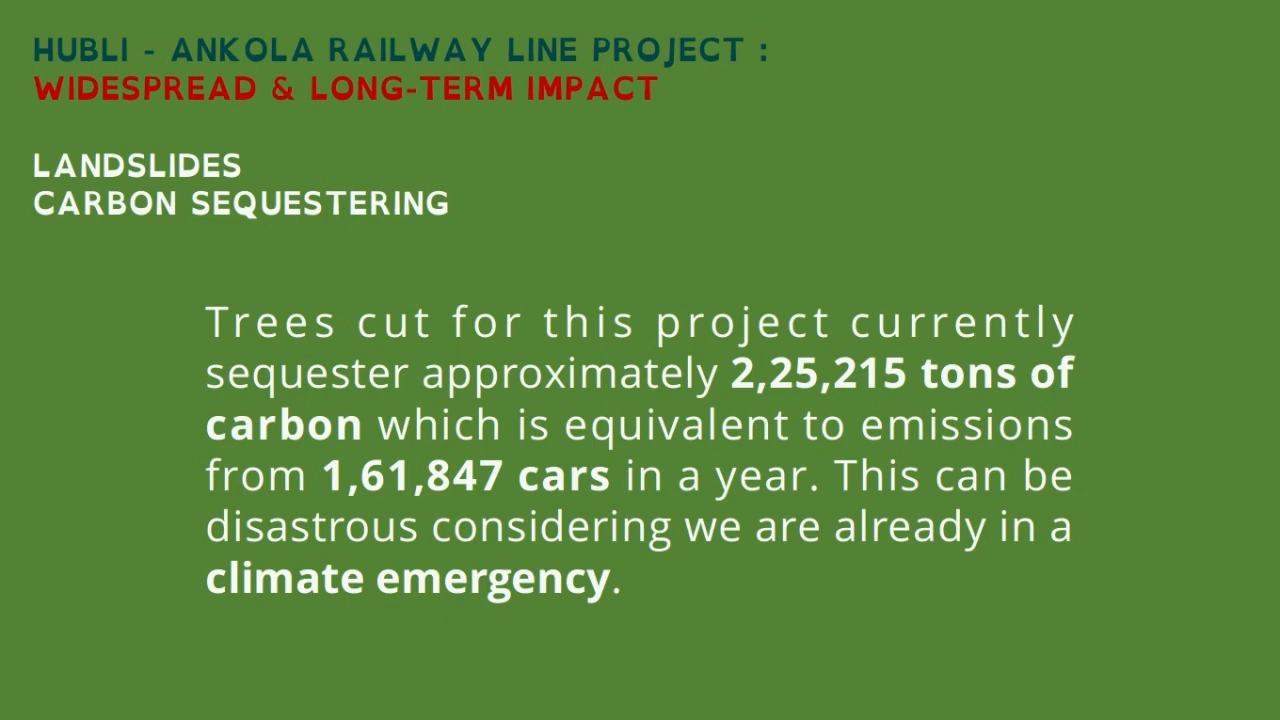 HUBLI - ANKOLA RAILWAY LINE PROJECT :
WIDESPREAD & LONG-TERM IMPACT
LANDSLIDES
CARBON SEQUESTERING
Trees cut for this project currently
sequester approximately 2,25,215 tons of
carbon which is equivalent to emissions
from 1,61,847 cars in a year. This can be
disastrous considering we are already in a
climate emergency.